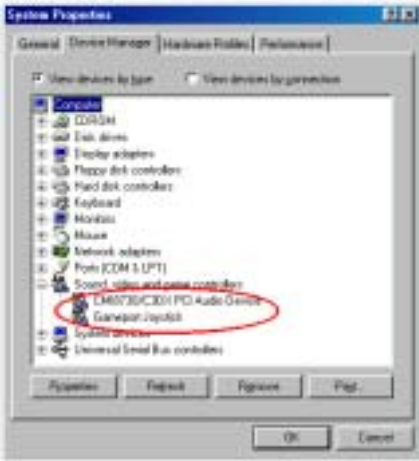 System Properties
General Device Manager Hardware Profiles Performance
View devices by type View devices by connection
Computer
CDROM
Disk drives
Display adapters
Floppy disk controllers
Hard disk controllers
Keyboard
Monitors
Mouse
Network adapters
Ports (COM & LPT)
Sound, video and game controllers
CMI8738/C3DX PCI Audio Device
Gameport Joystick
System devices
Universal Serial Bus controllers
Properties Refresh Remove Print...
OK Cancel